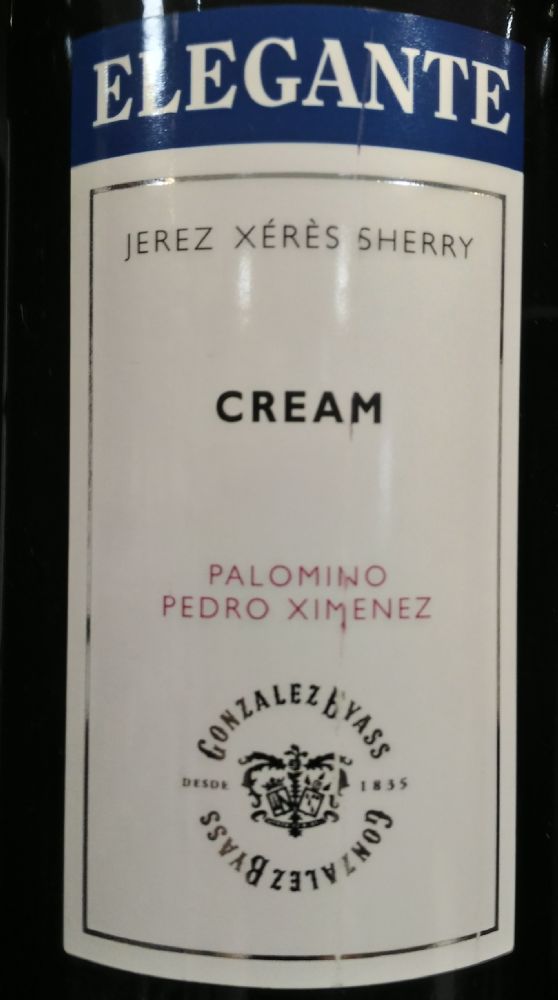 ELEGANTE
JEREZ XÉRÈS SHERRY
CREAM
PALOMINO
PEDRO XIMENEZ
GONZALEZ BYASS
DESDE 1835
GONZALEZ BYASS